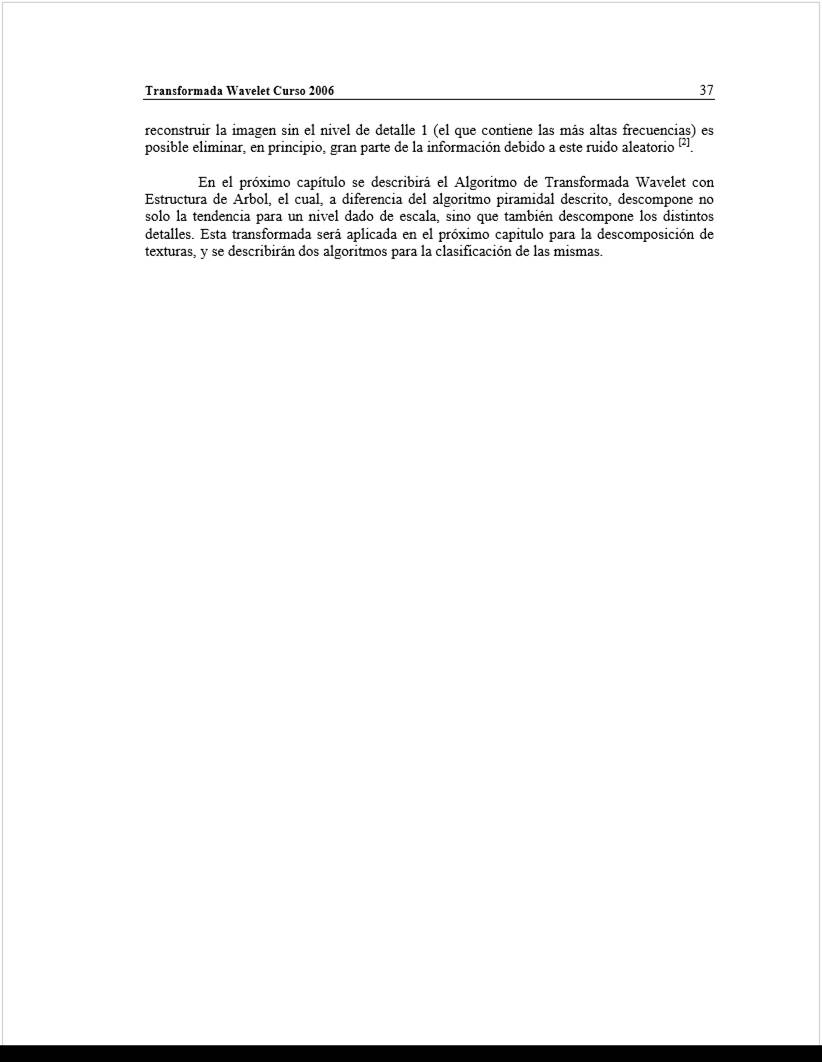 Transformada Wavelet Curso 2006 37
reconstruir la imagen sin el nivel de detalle 1 (el que contiene las más altas frecuencias) es
posible eliminar, en principio, gran parte de la información debido a este ruido aleatorio [2].
En el próximo capítulo se describirá el Algoritmo de Transformada Wavelet con
Estructura de Arbol, el cual, a diferencia del algoritmo piramidal descrito, descompone no
solo la tendencia para un nivel dado de escala, sino que también descompone los distintos
detalles. Esta transformada será aplicada en el próximo capitulo para la descomposición de
texturas, y se describirán dos algoritmos para la clasificación de las mismas.